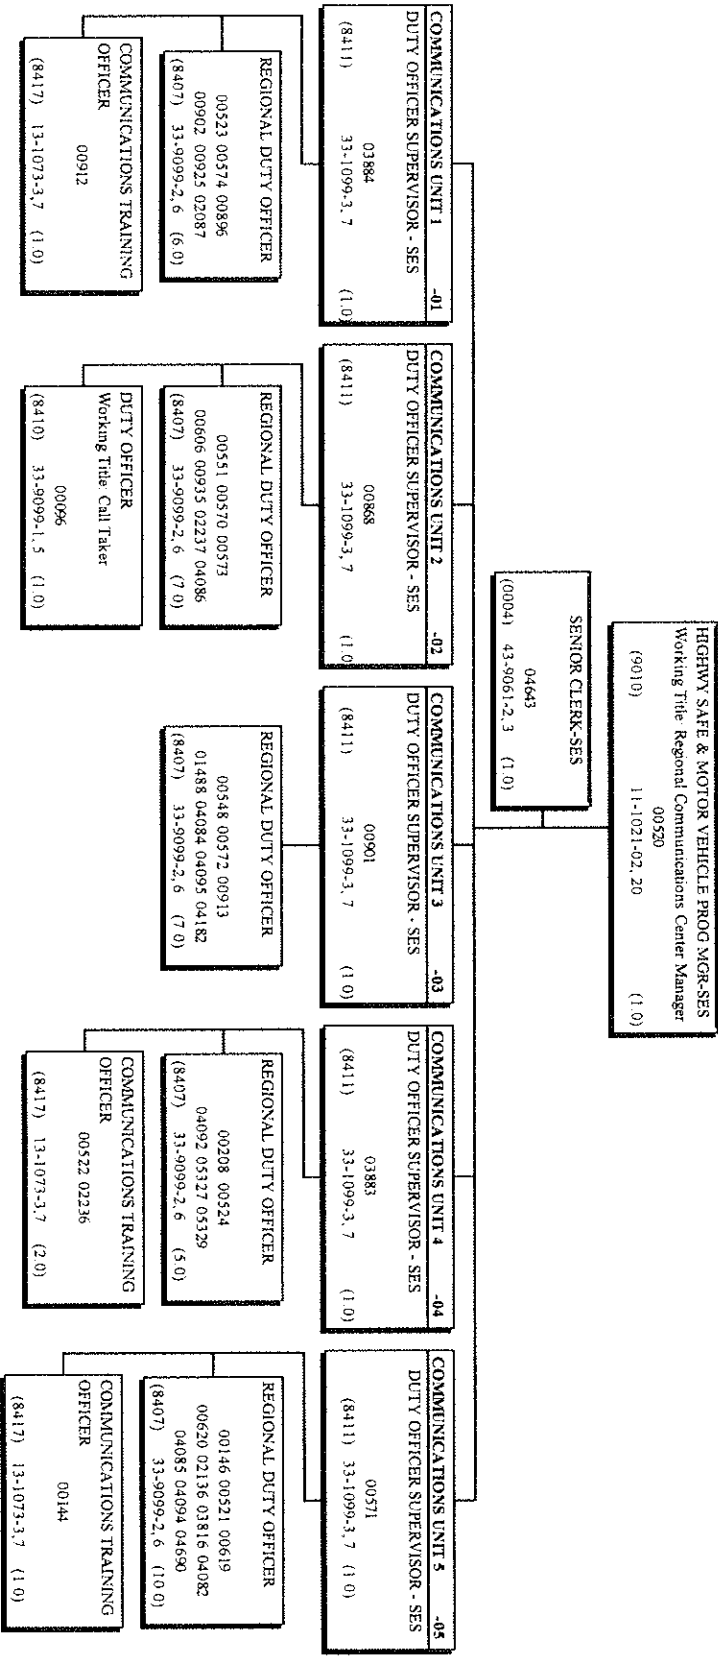 HIGHWY SAFE & MOTOR VEHICLE PROG MGR-SES
Working Title: Regional Communications Center Manager
00520
(9010) 11-1021-02, 20 (1.0)
SENIOR CLERK-SES
04643
(0004) 43-9061-2, 3 (1.0)
COMMUNICATIONS UNIT 1 -01
DUTY OFFICER SUPERVISOR - SES
03884
(8411) 33-1099-3, 7 (1.0)
REGIONAL DUTY OFFICER
00523 00574 00896
00902 00925 02087
(8407) 33-9099-2, 6 (6.0)
COMMUNICATIONS TRAINING
OFFICER
00912
(8417) 13-1073-3,7 (1.0)
COMMUNICATIONS UNIT 2 -02
DUTY OFFICER SUPERVISOR - SES
00868
(8411) 33-1099-3, 7 (1.0)
REGIONAL DUTY OFFICER
00551 00570 00573
00606 00935 02237 04086
(8407) 33-9099-2, 6 (7 0)
DUTY OFFICER
Working Title: Call Taker
00096
(8410) 33-9099-1, 5 (1.0)
COMMUNICATIONS UNIT 3 -03
DUTY OFFICER SUPERVISOR - SES
00901
(8411) 33-1099-3, 7 (1 0)
REGIONAL DUTY OFFICER
00548 00572 00913
01488 04084 04095 04182
(8407) 33-9099-2, 6 (7 0)
COMMUNICATIONS UNIT 4 -04
DUTY OFFICER SUPERVISOR - SES
03883
(8411) 33-1099-3, 7 (1.0)
REGIONAL DUTY OFFICER
00208 00524
04092 05327 05329
(8407) 33-9099-2, 6 (5.0)
COMMUNICATIONS TRAINING
OFFICER
00522 02236
(8417) 13-1073-3,7 (2.0)
COMMUNICATIONS UNIT 5 -05
DUTY OFFICER SUPERVISOR - SES
00571
(8411) 33-1099-3, 7 (1 0)
REGIONAL DUTY OFFICER
00146 00521 00619
00620 02136 03816 04082
04085 04094 04690
(8407) 33-9099-2, 6 (10 0)
COMMUNICATIONS TRAINING
OFFICER
00144
(8417) 13-1073-3,7 (1 0)